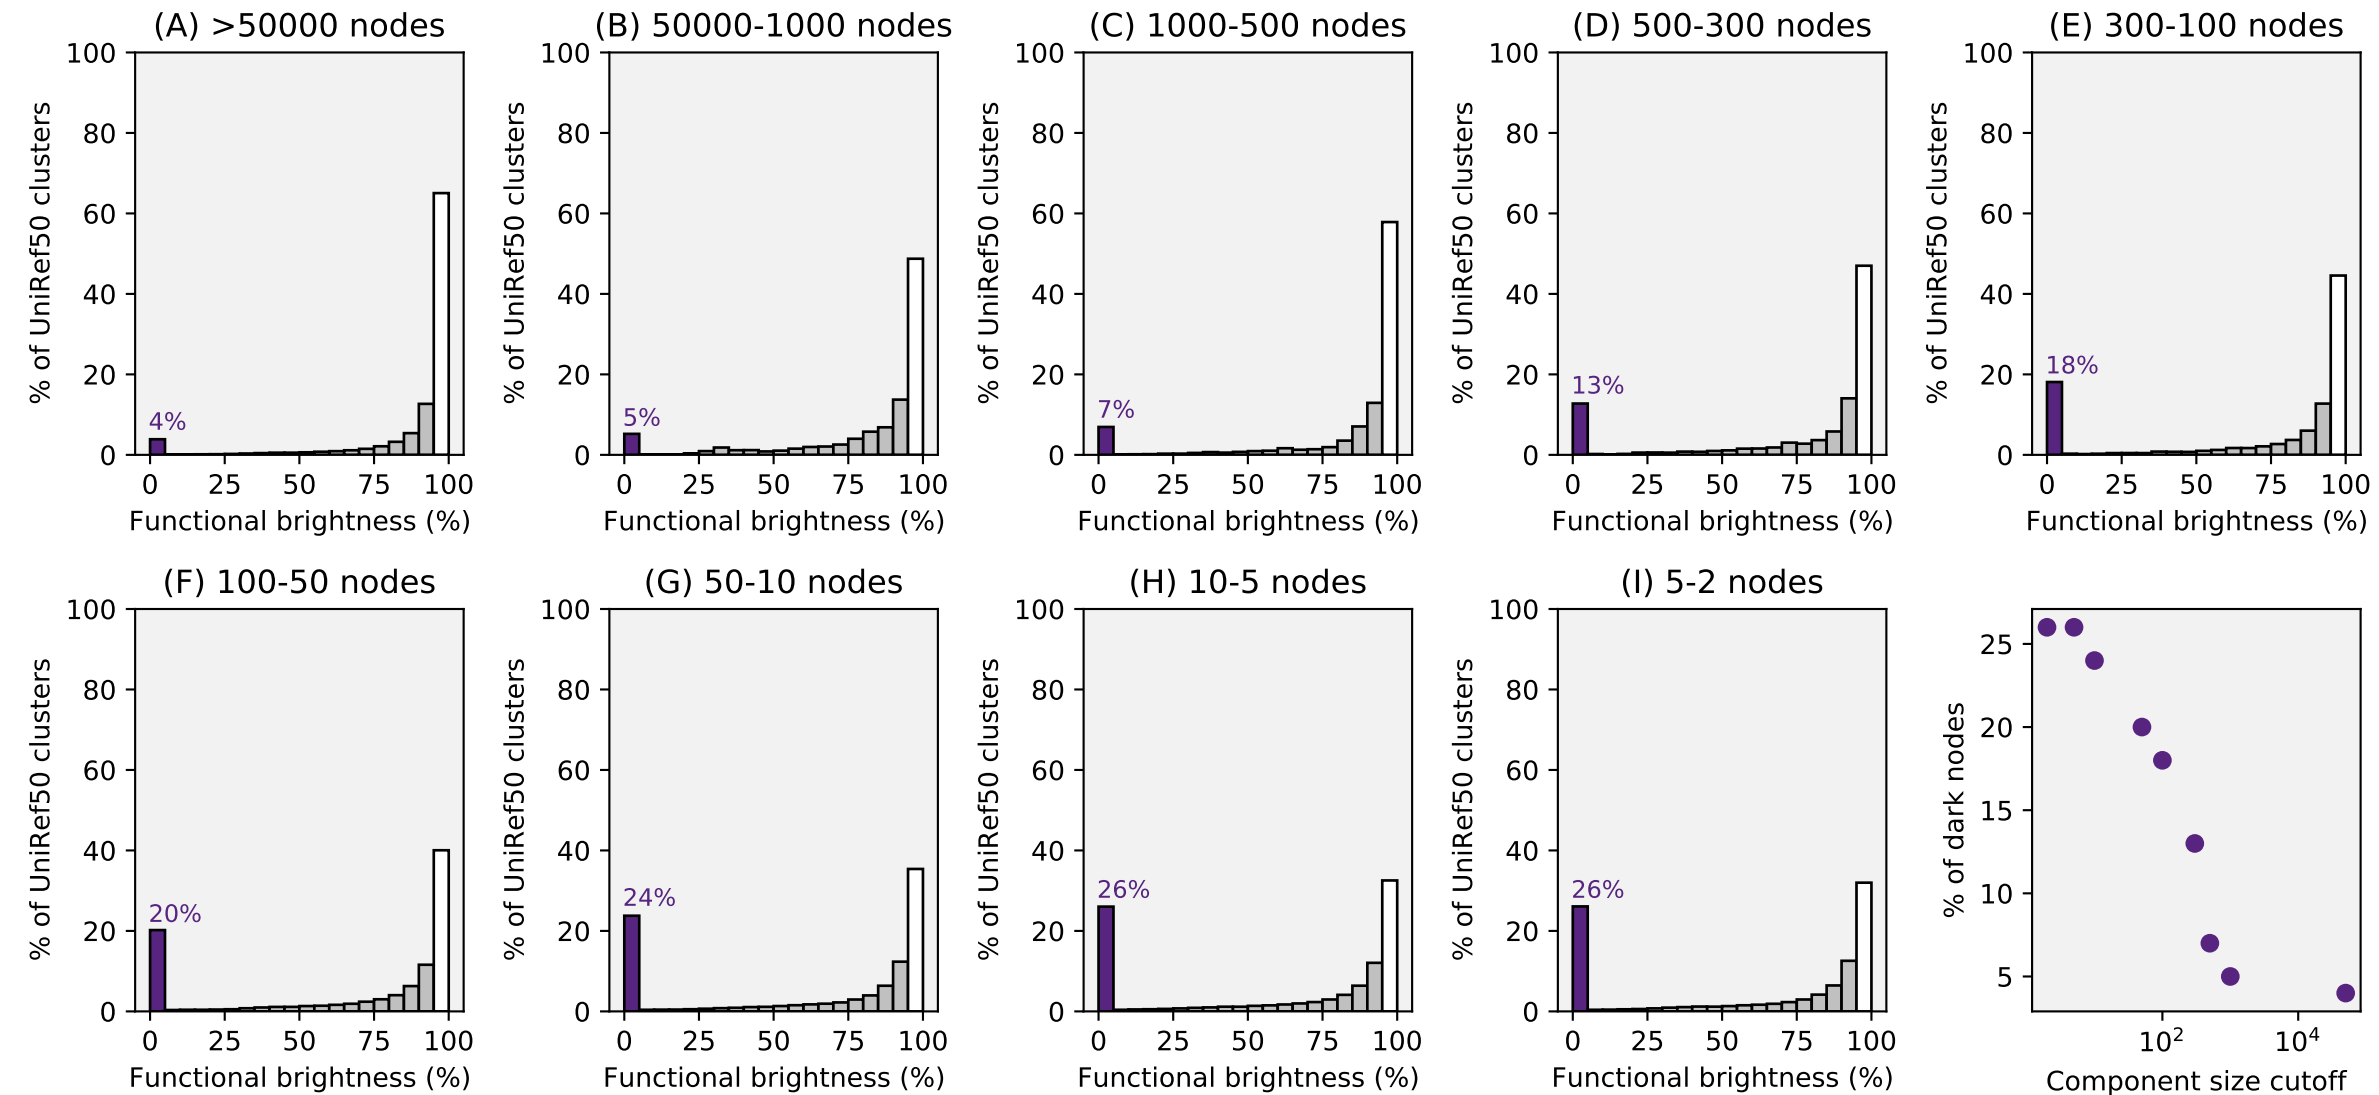 (A) >50000 nodes
% of UniRef50 clusters
100
80
60
40
20
0
4%
0 25 50 75 100
Functional brightness (%)
(B) 50000-1000 nodes
% of UniRef50 clusters
100
80
60
40
20
0
5%
0 25 50 75 100
Functional brightness (%)
(C) 1000-500 nodes
% of UniRef50 clusters
100
80
60
40
20
0
7%
0 25 50 75 100
Functional brightness (%)
(D) 500-300 nodes
% of UniRef50 clusters
100
80
60
40
20
0
13%
0 25 50 75 100
Functional brightness (%)
(E) 300-100 nodes
% of UniRef50 clusters
100
80
60
40
20
0
18%
0 25 50 75 100
Functional brightness (%)
(F) 100-50 nodes
% of UniRef50 clusters
100
80
60
40
20
0
20%
0 25 50 75 100
Functional brightness (%)
(G) 50-10 nodes
% of UniRef50 clusters
100
80
60
40
20
0
24%
0 25 50 75 100
Functional brightness (%)
(H) 10-5 nodes
% of UniRef50 clusters
100
80
60
40
20
0
26%
0 25 50 75 100
Functional brightness (%)
(I) 5-2 nodes
% of UniRef50 clusters
100
80
60
40
20
0
26%
0 25 50 75 100
Functional brightness (%)
% of dark nodes
25
20
15
10
5
10² 10⁴
Component size cutoff